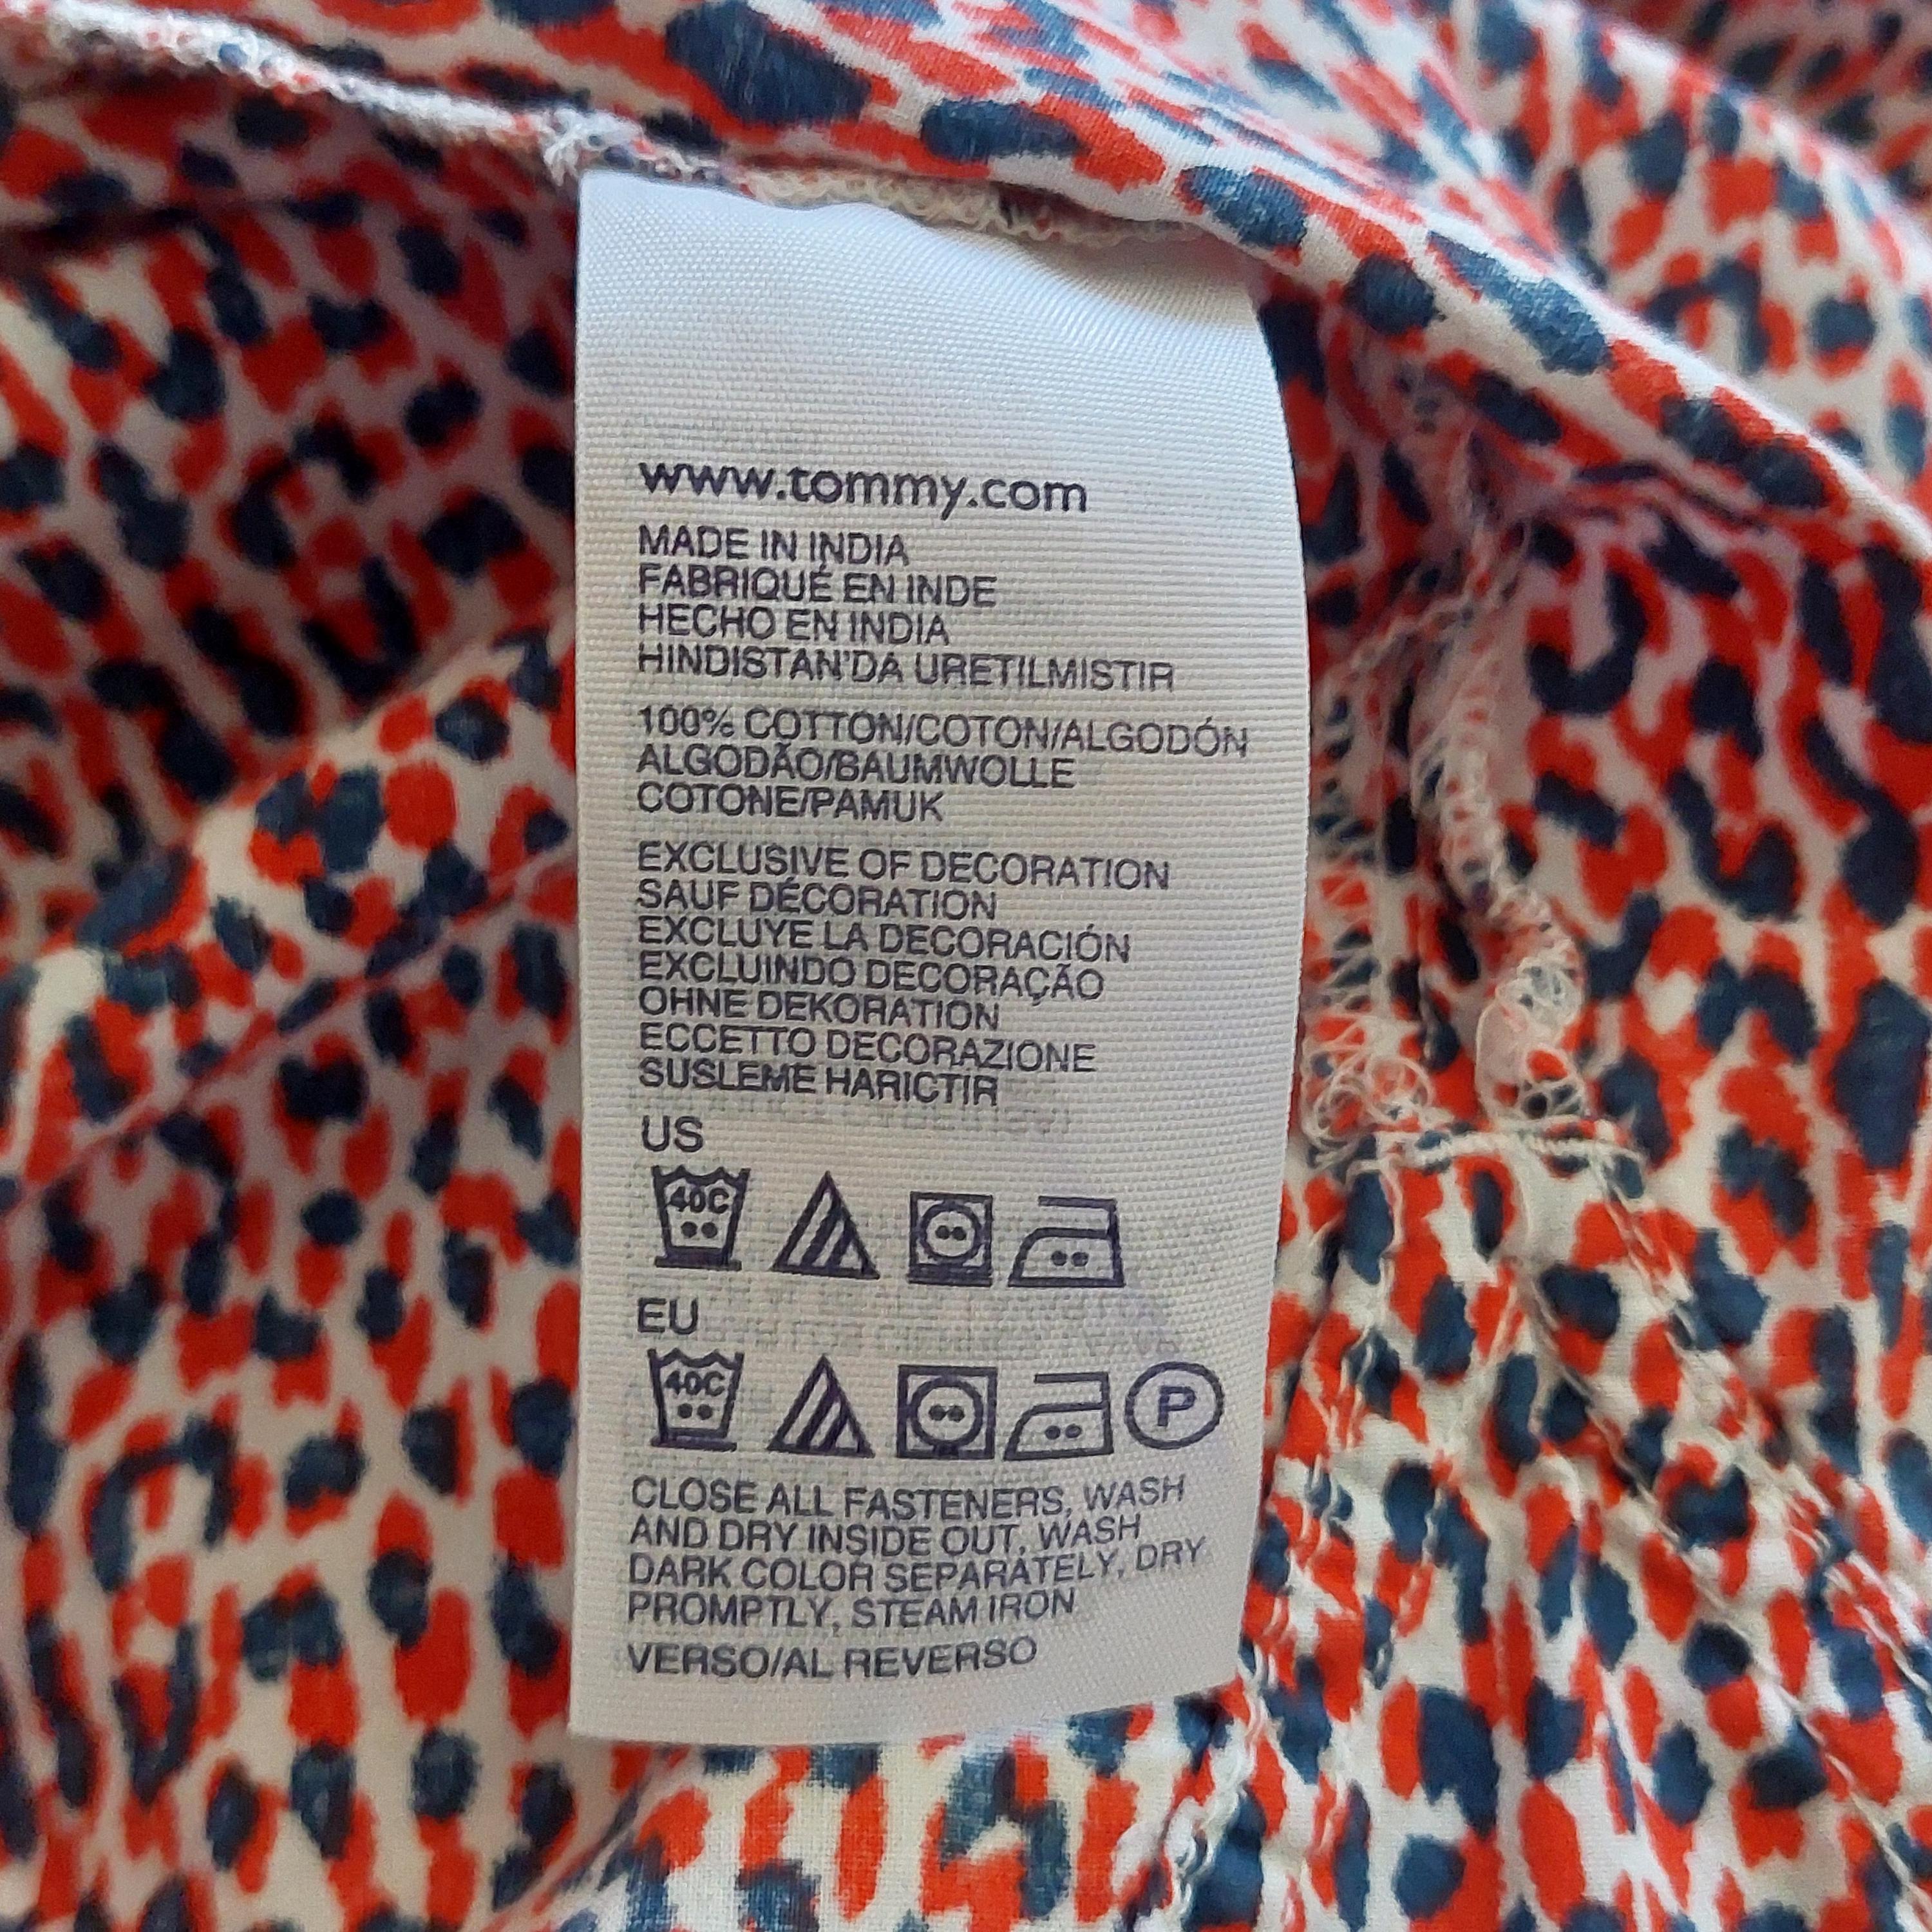 www.tommy.com
MADE IN INDIA
FABRIQUÉ EN INDE
HECHO EN INDIA
HINDISTAN'DA URETILMISTIR
100% COTTON/COTON/ALGODÓN
ALGODÃO/BAUMWOLLE
COTONE/PAMUK
EXCLUSIVE OF DECORATION
SAUF DÉCORATION
EXCLUYE LA DECORACIÓN
EXCLUINDO DECORAÇÃO
OHNE DEKORATION
ECCETTO DECORAZIONE
SUSLEME HARICTIR
US
40C
EU
40C P
CLOSE ALL FASTENERS, WASH
AND DRY INSIDE OUT, WASH
DARK COLOR SEPARATELY, DRY
PROMPTLY, STEAM IRON
VERSO/AL REVERSO